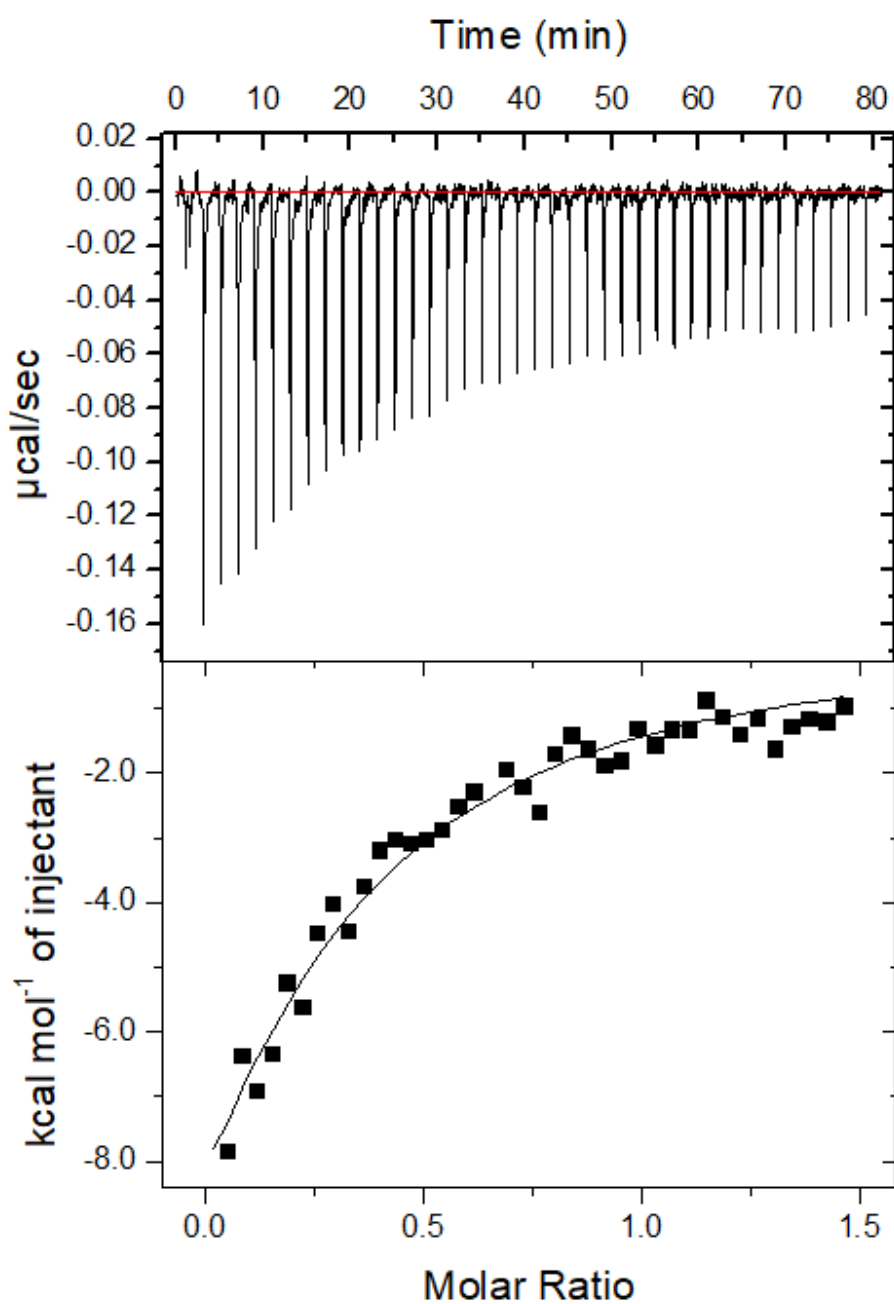 Time (min)
0 10 20 30 40 50 60 70 80
0.02
0.00
-0.02
-0.04
-0.06
-0.08
-0.10
-0.12
-0.14
-0.16
µcal/sec
-2.0
-4.0
-6.0
-8.0
kcal mol⁻¹ of injectant
0.0 0.5 1.0 1.5
Molar Ratio